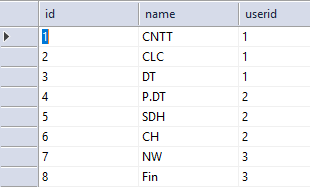 id name userid
1 CNTT 1
2 CLC 1
3 DT 1
4 P.DT 2
5 SDH 2
6 CH 2
7 NW 3
8 Fin 3